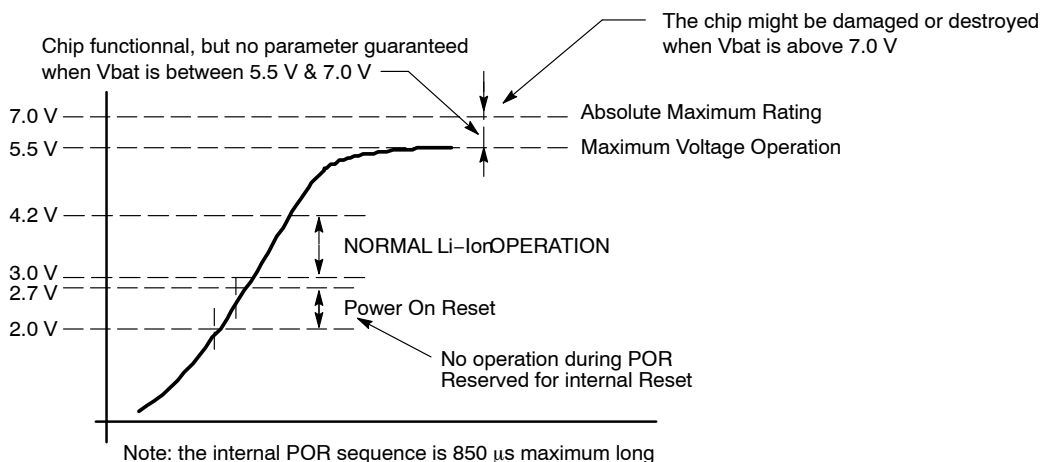 The chip might be damaged or destroyed
when Vbat is above 7.0 V
Chip functionnal, but no parameter guaranteed
when Vbat is between 5.5 V & 7.0 V
7.0 V
Absolute Maximum Rating
5.5 V
Maximum Voltage Operation
4.2 V
NORMAL Li−IonOPERATION
3.0 V
2.7 V
Power On Reset
2.0 V
No operation during POR
Reserved for internal Reset
Note: the internal POR sequence is 850 μs maximum long